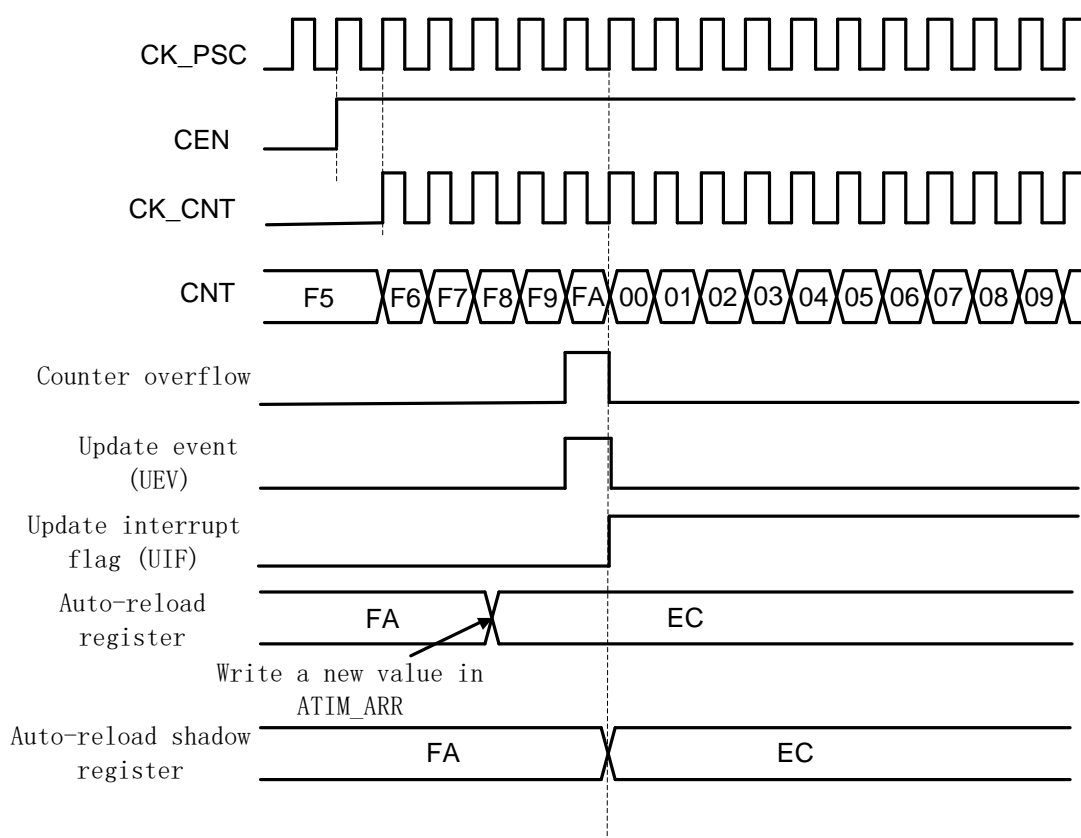 CK_PSC
CEN
CK_CNT
CNT
F5 F6 F7 F8 F9 FA 00 01 02 03 04 05 06 07 08 09
Counter overflow
Update event
(UEV)
Update interrupt
flag (UIF)
Auto-reload
register
FA EC
Write a new value in
ATIM_ARR
Auto-reload shadow
register
FA EC